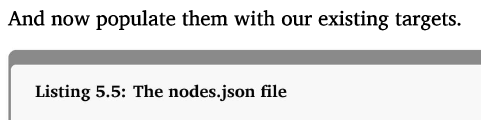 And now populate them with our existing targets.
Listing 5.5: The nodes.json file